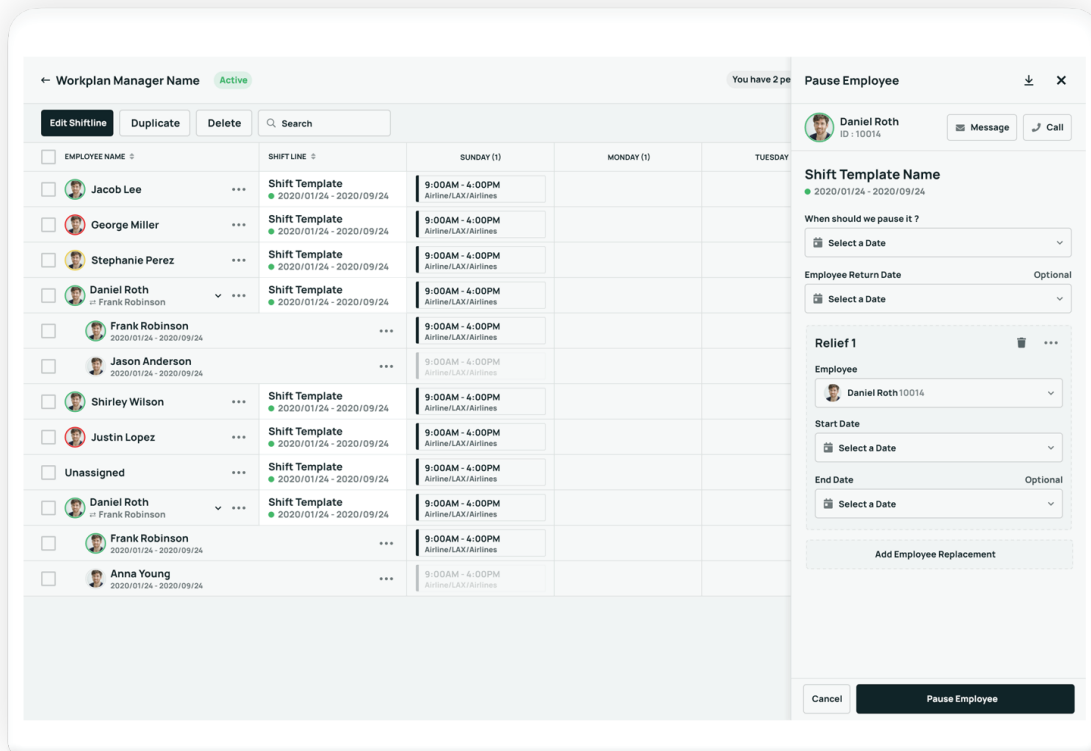 ← Workplan Manager Name
Active
You have 2 pe
Edit Shiftline
Duplicate
Delete
Search
EMPLOYEE NAME
SHIFT LINE
SUNDAY (1)
MONDAY (1)
TUESDAY
Jacob Lee
Shift Template
2020/01/24 - 2020/09/24
9:00AM - 4:00PM
Airline/LAX/Airlines
George Miller
Shift Template
2020/01/24 - 2020/09/24
9:00AM - 4:00PM
Airline/LAX/Airlines
Stephanie Perez
Shift Template
2020/01/24 - 2020/09/24
9:00AM - 4:00PM
Airline/LAX/Airlines
Daniel Roth
⇄ Frank Robinson
Shift Template
2020/01/24 - 2020/09/24
9:00AM - 4:00PM
Airline/LAX/Airlines
Frank Robinson
2020/01/24 - 2020/09/24
9:00AM - 4:00PM
Airline/LAX/Airlines
Jason Anderson
2020/01/24 - 2020/09/24
9:00AM - 4:00PM
Airline/LAX/Airlines
Shirley Wilson
Shift Template
2020/01/24 - 2020/09/24
9:00AM - 4:00PM
Airline/LAX/Airlines
Justin Lopez
Shift Template
2020/01/24 - 2020/09/24
9:00AM - 4:00PM
Airline/LAX/Airlines
Unassigned
Shift Template
2020/01/24 - 2020/09/24
9:00AM - 4:00PM
Airline/LAX/Airlines
Daniel Roth
⇄ Frank Robinson
Shift Template
2020/01/24 - 2020/09/24
9:00AM - 4:00PM
Airline/LAX/Airlines
Frank Robinson
2020/01/24 - 2020/09/24
9:00AM - 4:00PM
Airline/LAX/Airlines
Anna Young
2020/01/24 - 2020/09/24
9:00AM - 4:00PM
Airline/LAX/Airlines
Pause Employee
Daniel Roth
ID : 10014
Message
Call
Shift Template Name
2020/01/24 - 2020/09/24
When should we pause it ?
Select a Date
Employee Return Date
Optional
Select a Date
Relief 1
Employee
Daniel Roth 10014
Start Date
Select a Date
End Date
Optional
Select a Date
Add Employee Replacement
Cancel
Pause Employee